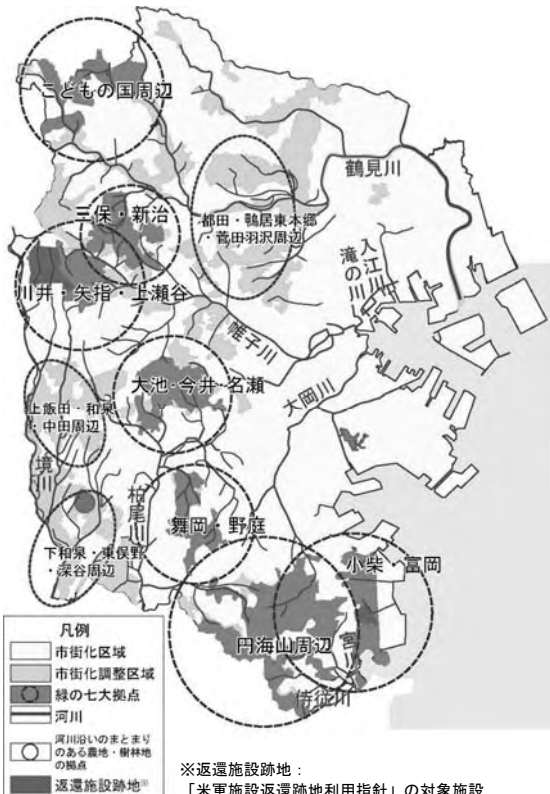 こどもの国周辺
鶴見川
都田・鴨居東本郷
・菅田羽沢周辺
三保・新治
入江川
滝の川
川井・矢指・上瀬谷
帷子川
大池・今井・名瀬
大岡川
上飯田・和泉
・中田周辺
境川
柏尾川
舞岡・野庭
下和泉・東俣野
・深谷周辺
小柴・富岡
円海山周辺
宮川
侍従川
凡例
市街化区域
市街化調整区域
緑の七大拠点
河川
河川沿いのまとまり
のある農地・樹林地
の拠点
返還施設跡地※
※返還施設跡地：
「米軍施設返還跡地利用指針」の対象施設